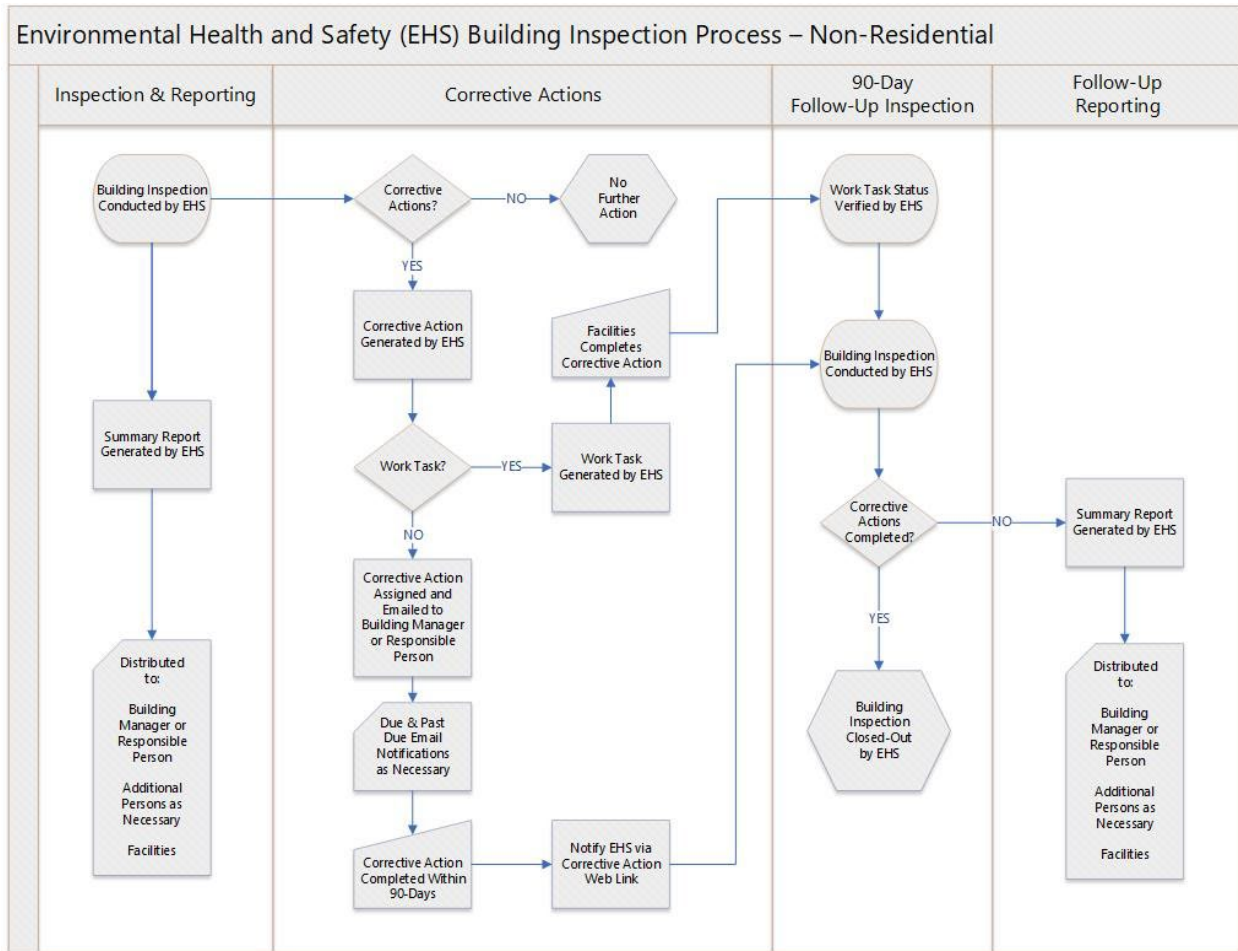 Environmental Health and Safety (EHS) Building Inspection Process – Non-Residential
Inspection & Reporting
Corrective Actions
90-Day
Follow-Up Inspection
Follow-Up
Reporting
Building Inspection
Conducted by EHS
Summary Report
Generated by EHS
Distributed
to:
Building
Manager or
Responsible
Person
Additional
Persons as
Necessary
Facilities
Corrective
Actions?
NO
No
Further
Action
YES
Corrective Action
Generated by EHS
Work Task?
YES
Work Task
Generated by EHS
Facilities
Completes
Corrective Action
NO
Corrective Action
Assigned and
Emailed to
Building Manager
or Responsible
Person
Due & Past
Due Email
Notifications
as Necessary
Corrective Action
Completed Within
90-Days
Notify EHS via
Corrective Action
Web Link
Work Task Status
Verified by EHS
Building Inspection
Conducted by EHS
Corrective
Actions
Completed?
NO
YES
Building
Inspection
Closed-Out
by EHS
Summary Report
Generated by EHS
Distributed
to:
Building
Manager or
Responsible
Person
Additional
Persons as
Necessary
Facilities